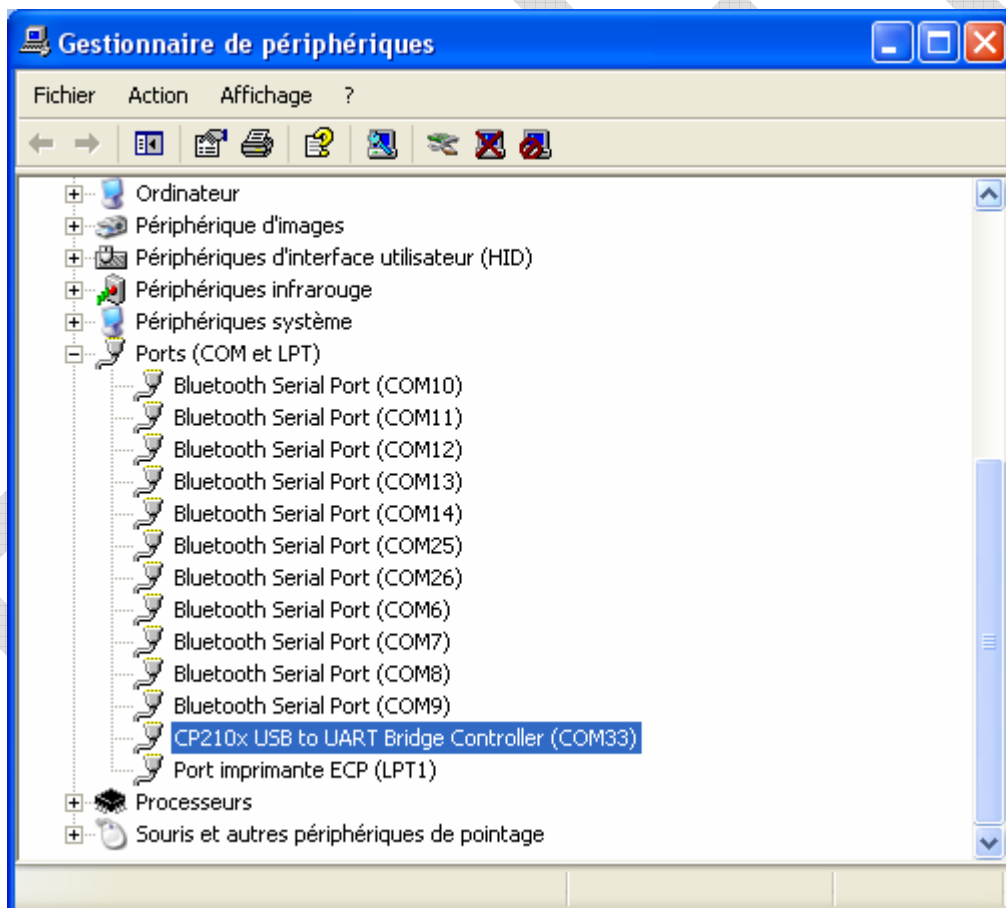 Gestionnaire de périphériques
Fichier Action Affichage ?
Ordinateur
Périphérique d'images
Périphériques d'interface utilisateur (HID)
Périphériques infrarouge
Périphériques système
Ports (COM et LPT)
Bluetooth Serial Port (COM10)
Bluetooth Serial Port (COM11)
Bluetooth Serial Port (COM12)
Bluetooth Serial Port (COM13)
Bluetooth Serial Port (COM14)
Bluetooth Serial Port (COM25)
Bluetooth Serial Port (COM26)
Bluetooth Serial Port (COM6)
Bluetooth Serial Port (COM7)
Bluetooth Serial Port (COM8)
Bluetooth Serial Port (COM9)
CP210x USB to UART Bridge Controller (COM33)
Port imprimante ECP (LPT1)
Processeurs
Souris et autres périphériques de pointage